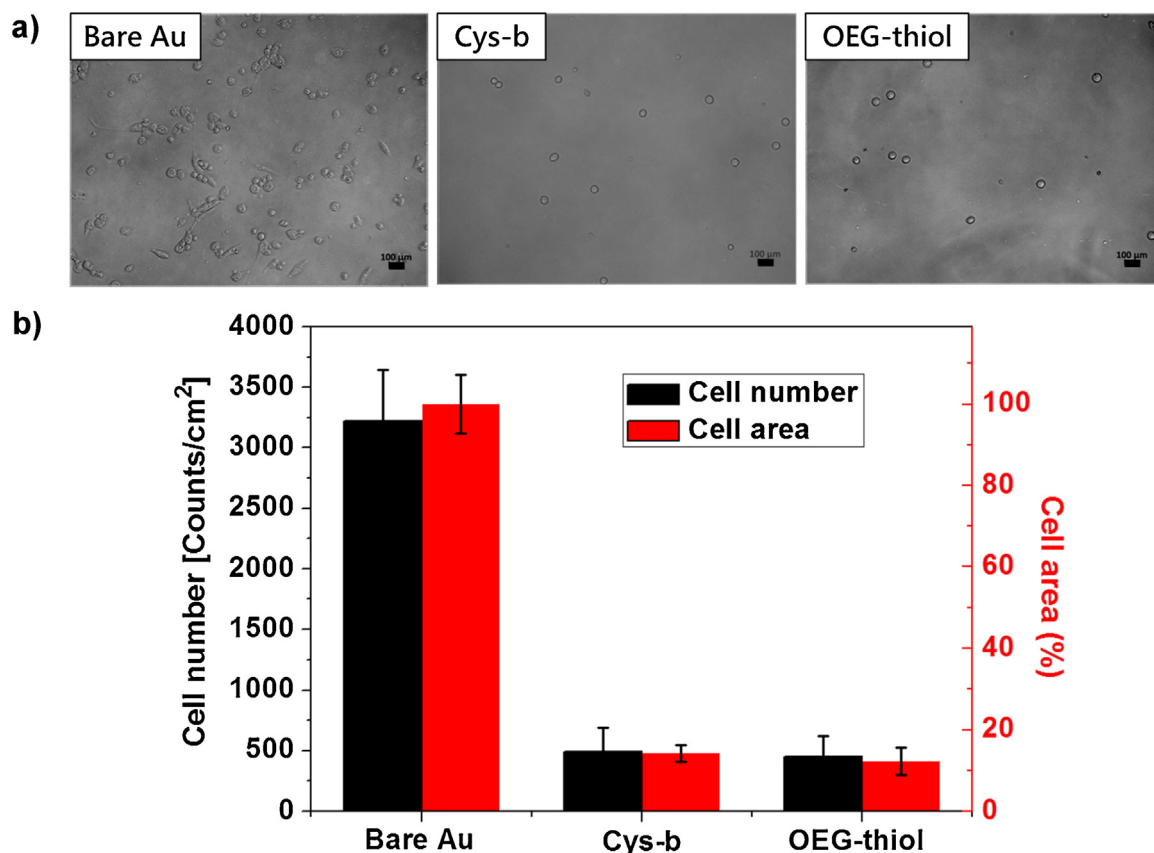 a)
Bare Au
Cys-b
OEG-thiol
100 µm
100 µm
100 µm
b)
Cell number [Counts/cm²]
4000
3500
3000
2500
2000
1500
1000
500
0
Cell number
Cell area
100
80
60
40
20
0
Cell area (%)
Bare Au
Cys-b
OEG-thiol